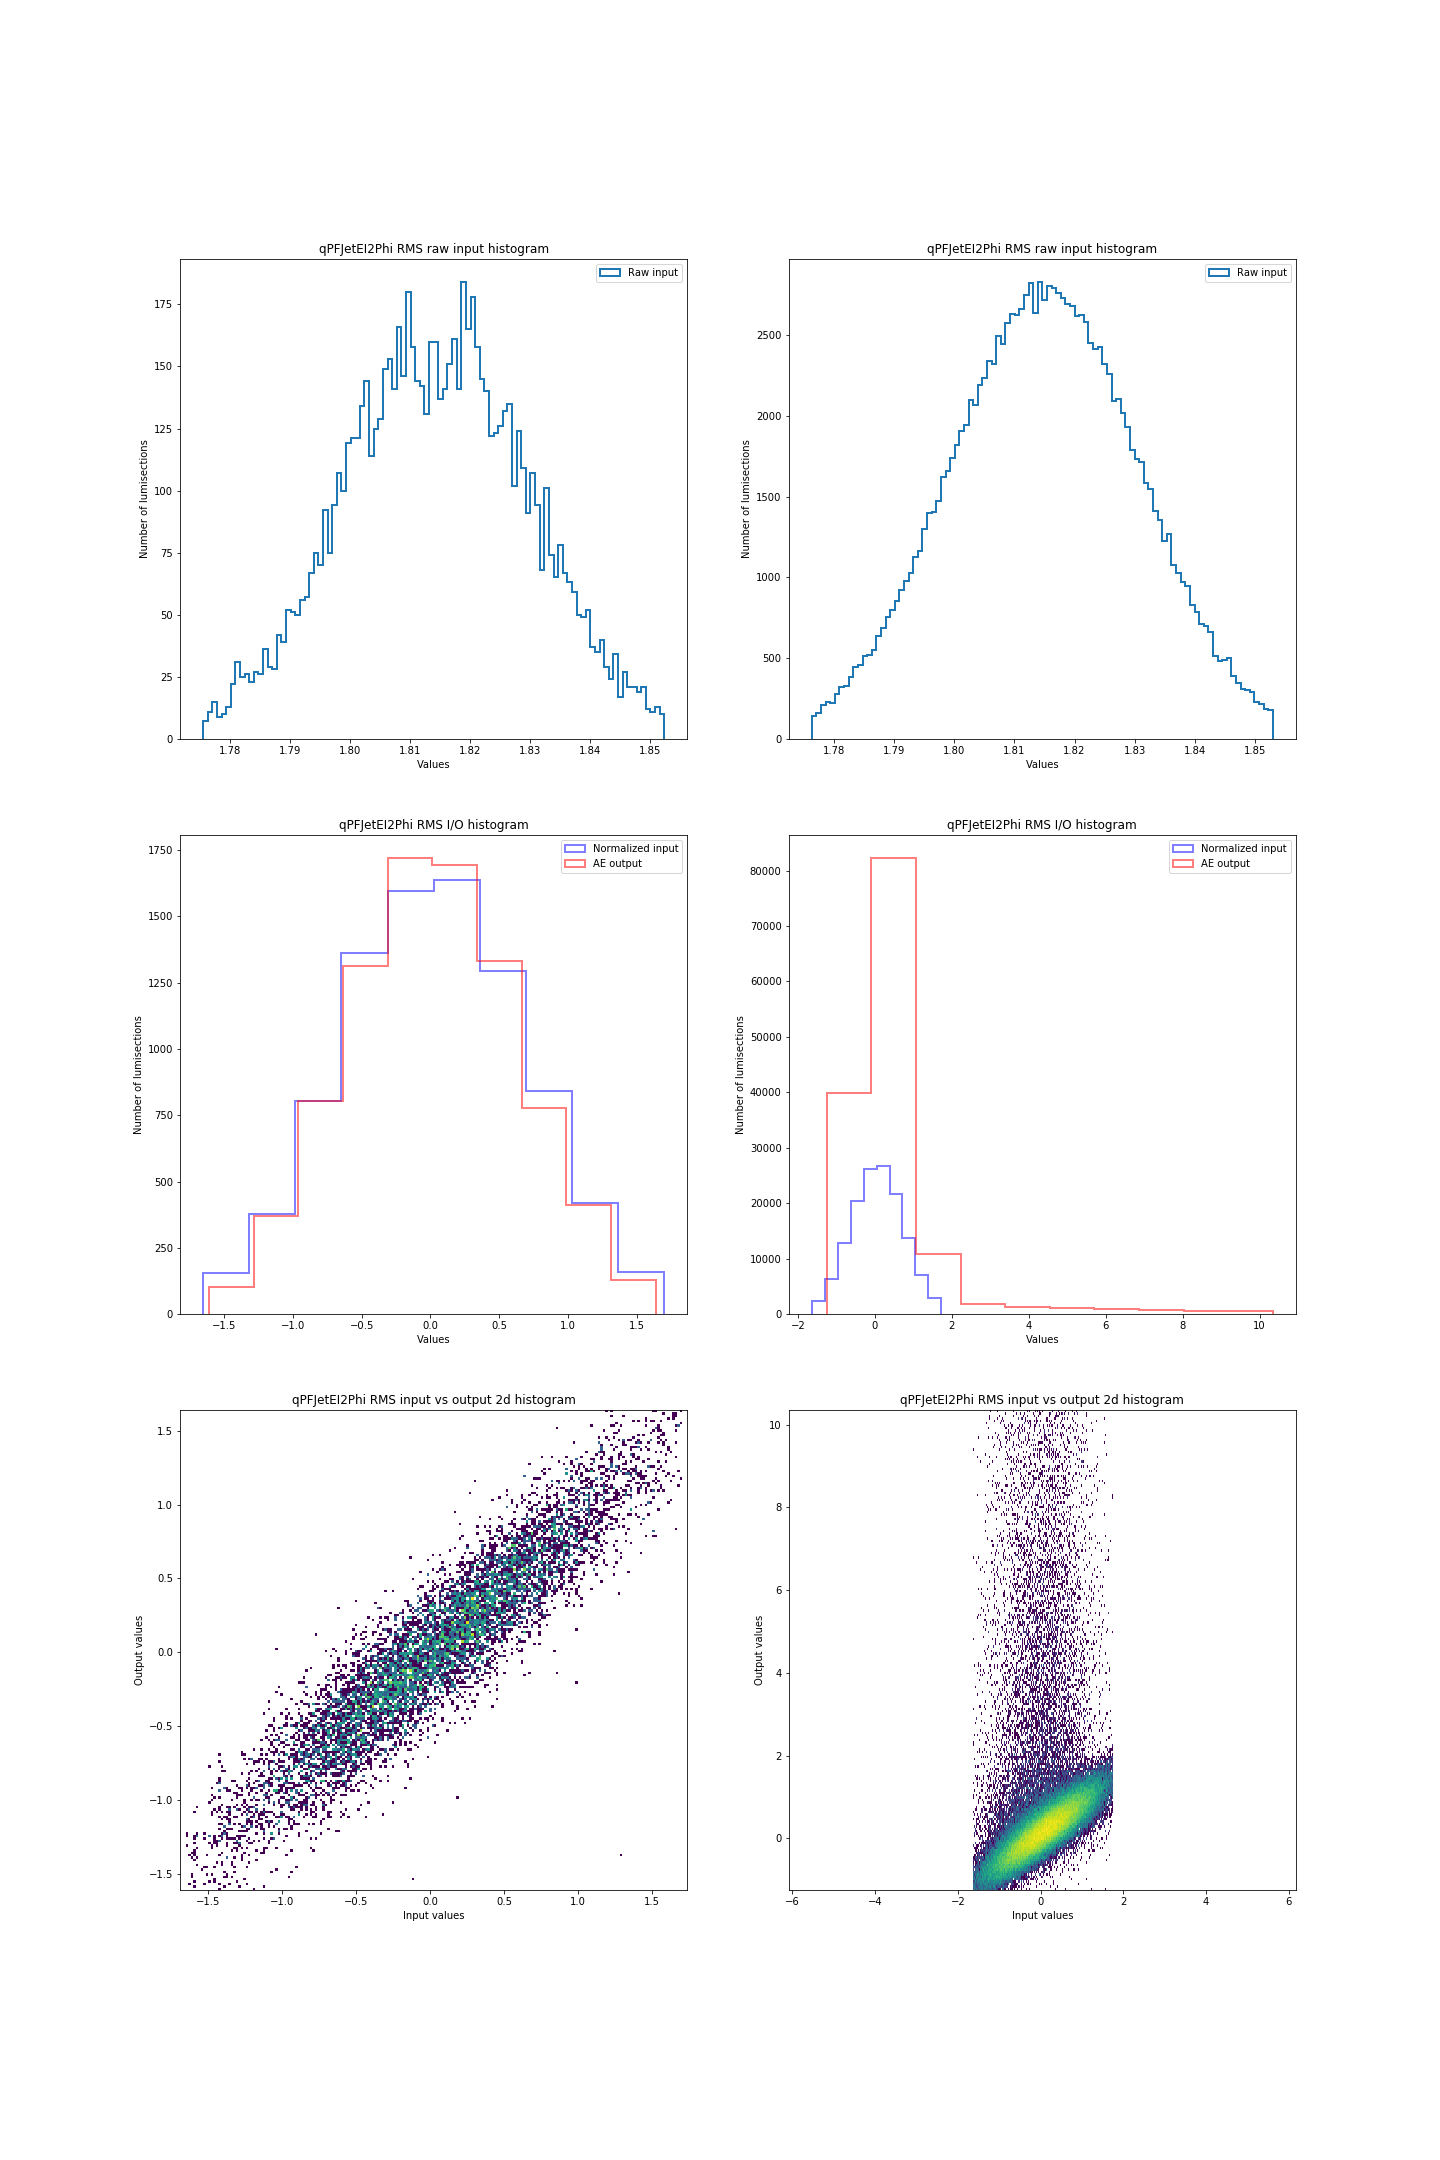 qPFJetEI2Phi RMS raw input histogram
Raw input
175
150
125
100
75
50
25
0
Number of lumisections
1.78 1.79 1.80 1.81 1.82 1.83 1.84 1.85
Values
qPFJetEI2Phi RMS raw input histogram
Raw input
2500
2000
1500
1000
500
0
Number of lumisections
1.78 1.79 1.80 1.81 1.82 1.83 1.84 1.85
Values
qPFJetEI2Phi RMS I/O histogram
Normalized input
AE output
1750
1500
1250
1000
750
500
250
0
Number of lumisections
−1.5 −1.0 −0.5 0.0 0.5 1.0 1.5
Values
qPFJetEI2Phi RMS I/O histogram
Normalized input
AE output
80000
70000
60000
50000
40000
30000
20000
10000
0
Number of lumisections
−2 0 2 4 6 8 10
Values
qPFJetEI2Phi RMS input vs output 2d histogram
1.5
1.0
0.5
0.0
−0.5
−1.0
−1.5
Output values
−1.5 −1.0 −0.5 0.0 0.5 1.0 1.5
Input values
qPFJetEI2Phi RMS input vs output 2d histogram
10
8
6
4
2
0
Output values
−6 −4 −2 0 2 4 6
Input values